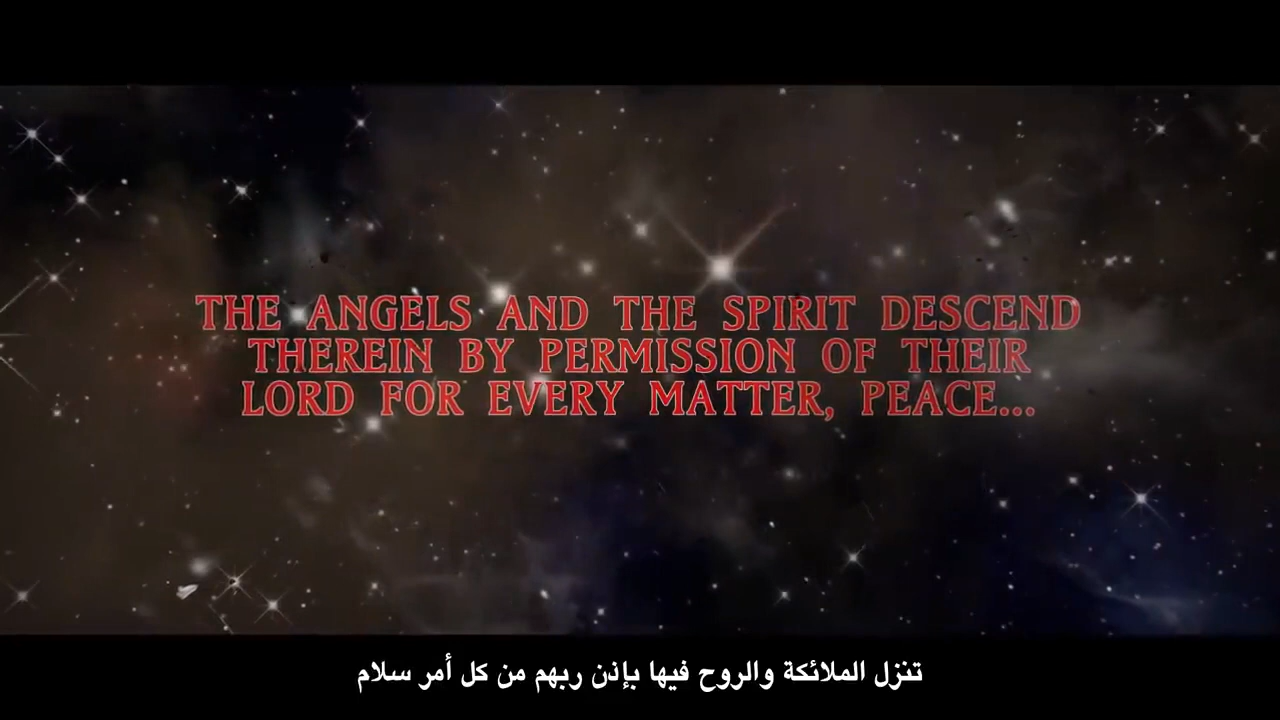 THE ANGELS AND THE SPIRIT DESCEND
THEREIN BY PERMISSION OF THEIR
LORD FOR EVERY MATTER, PEACE...
تنزل الملائكة والروح فيها بإذن ربهم من كل أمر سلام